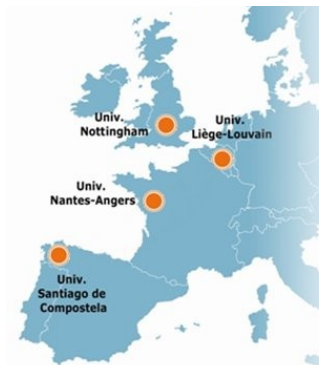 Univ.
Nottingham
Univ.
Liège-Louvain
Univ.
Nantes-Angers
Univ.
Santiago de
Compostela